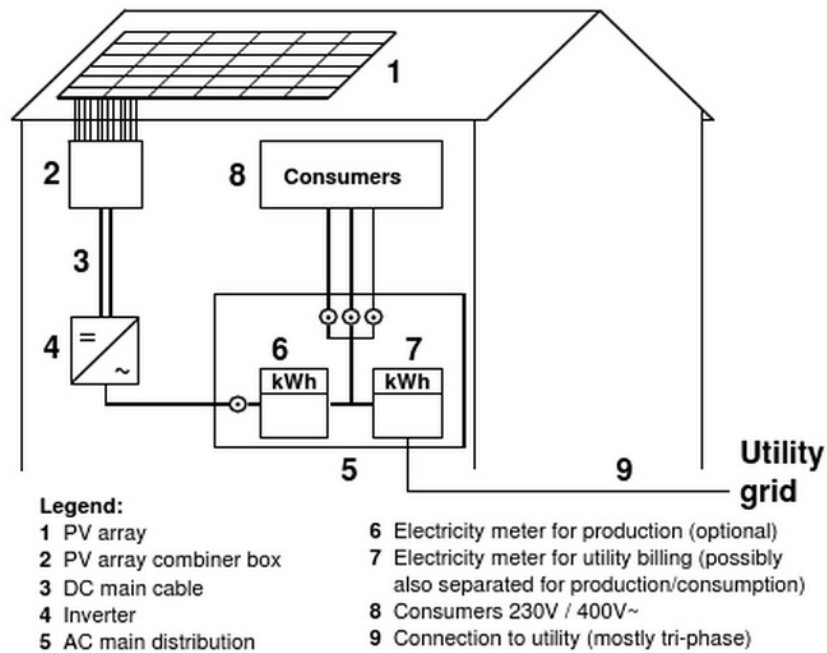 1
2
8 Consumers
3
4
6
7
kWh
kWh
5
9
Utility
grid
Legend:
1 PV array
2 PV array combiner box
3 DC main cable
4 Inverter
5 AC main distribution
6 Electricity meter for production (optional)
7 Electricity meter for utility billing (possibly
also separated for production/consumption)
8 Consumers 230V / 400V~
9 Connection to utility (mostly tri-phase)